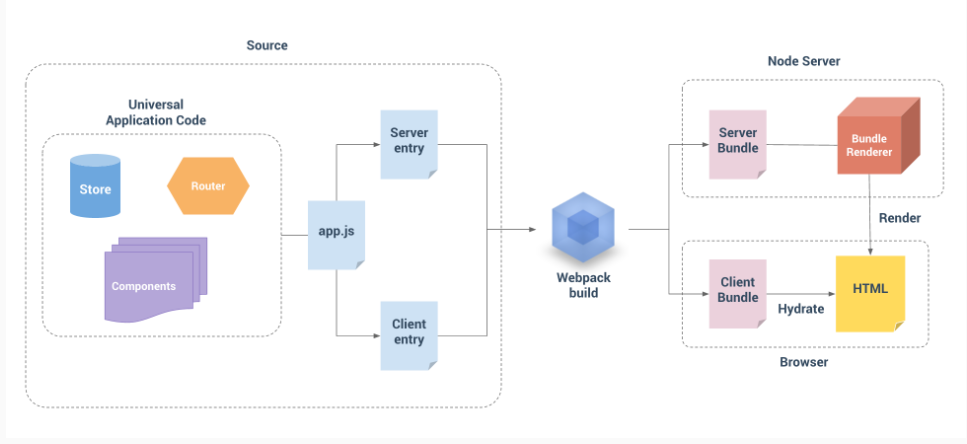 Source
Universal
Application Code
Store
Router
Components
app.js
Server
entry
Client
entry
Webpack
build
Node Server
Server
Bundle
Bundle
Renderer
Render
Client
Bundle
Hydrate
HTML
Browser